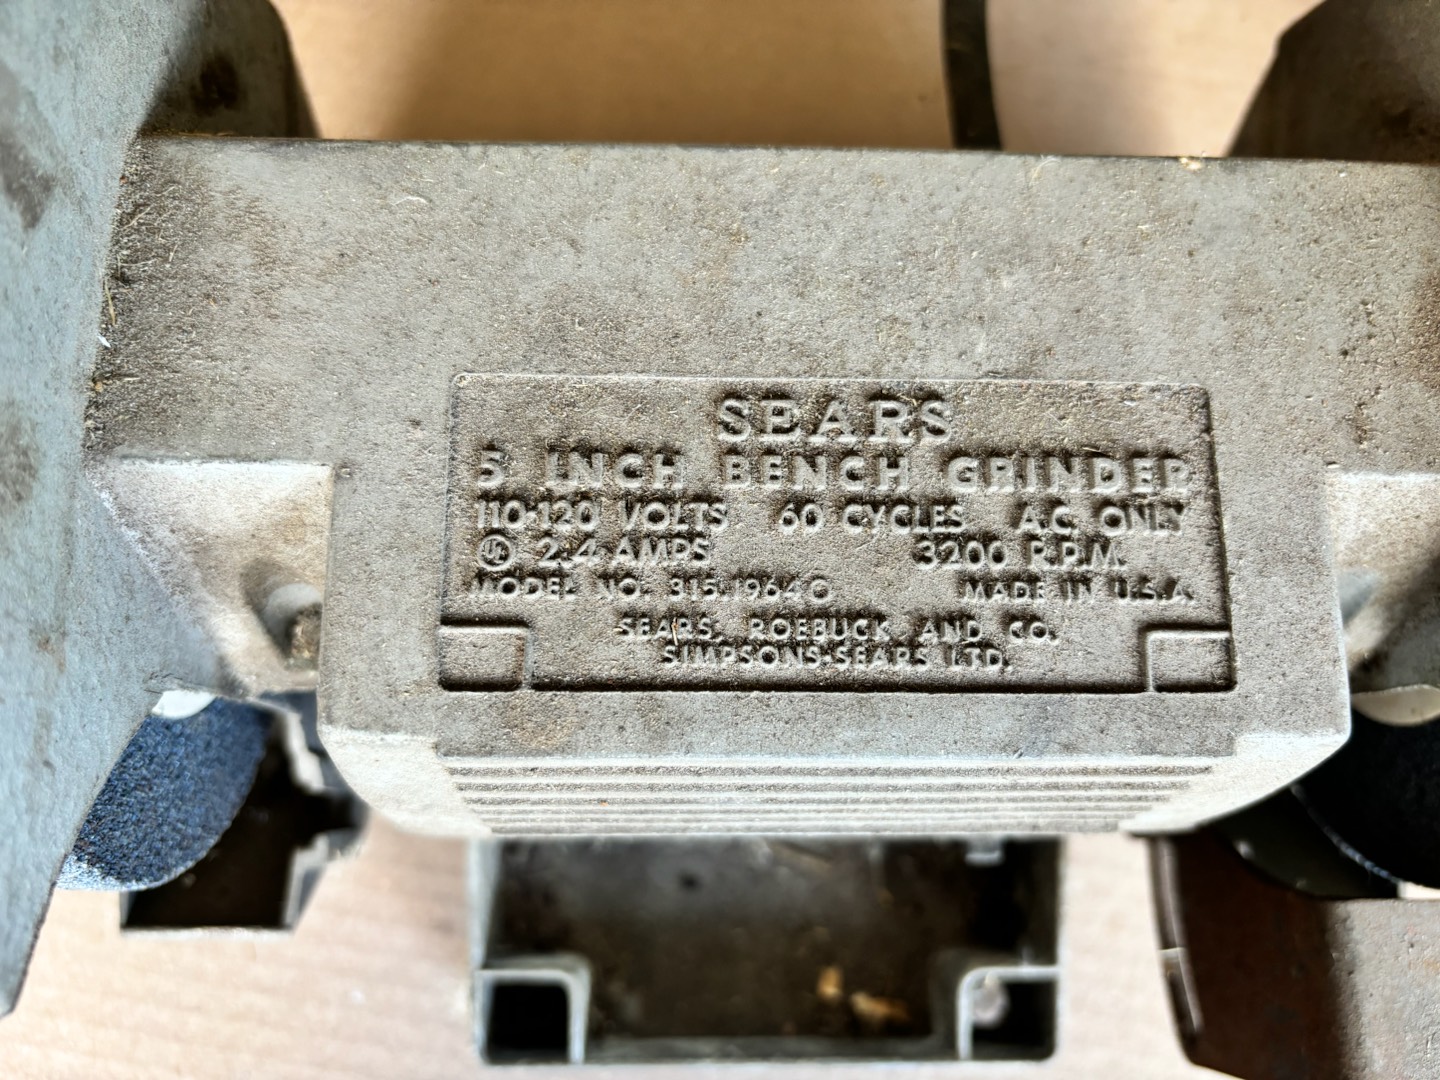 SEARS
5 INCH BENCH GRINDER
110-120 VOLTS 60 CYCLES A.C. ONLY
UL 2.4 AMPS 3200 R.P.M.
MODEL NO. 315.19640 MADE IN U.S.A.
SEARS, ROEBUCK AND CO.
SIMPSONS-SEARS LTD.